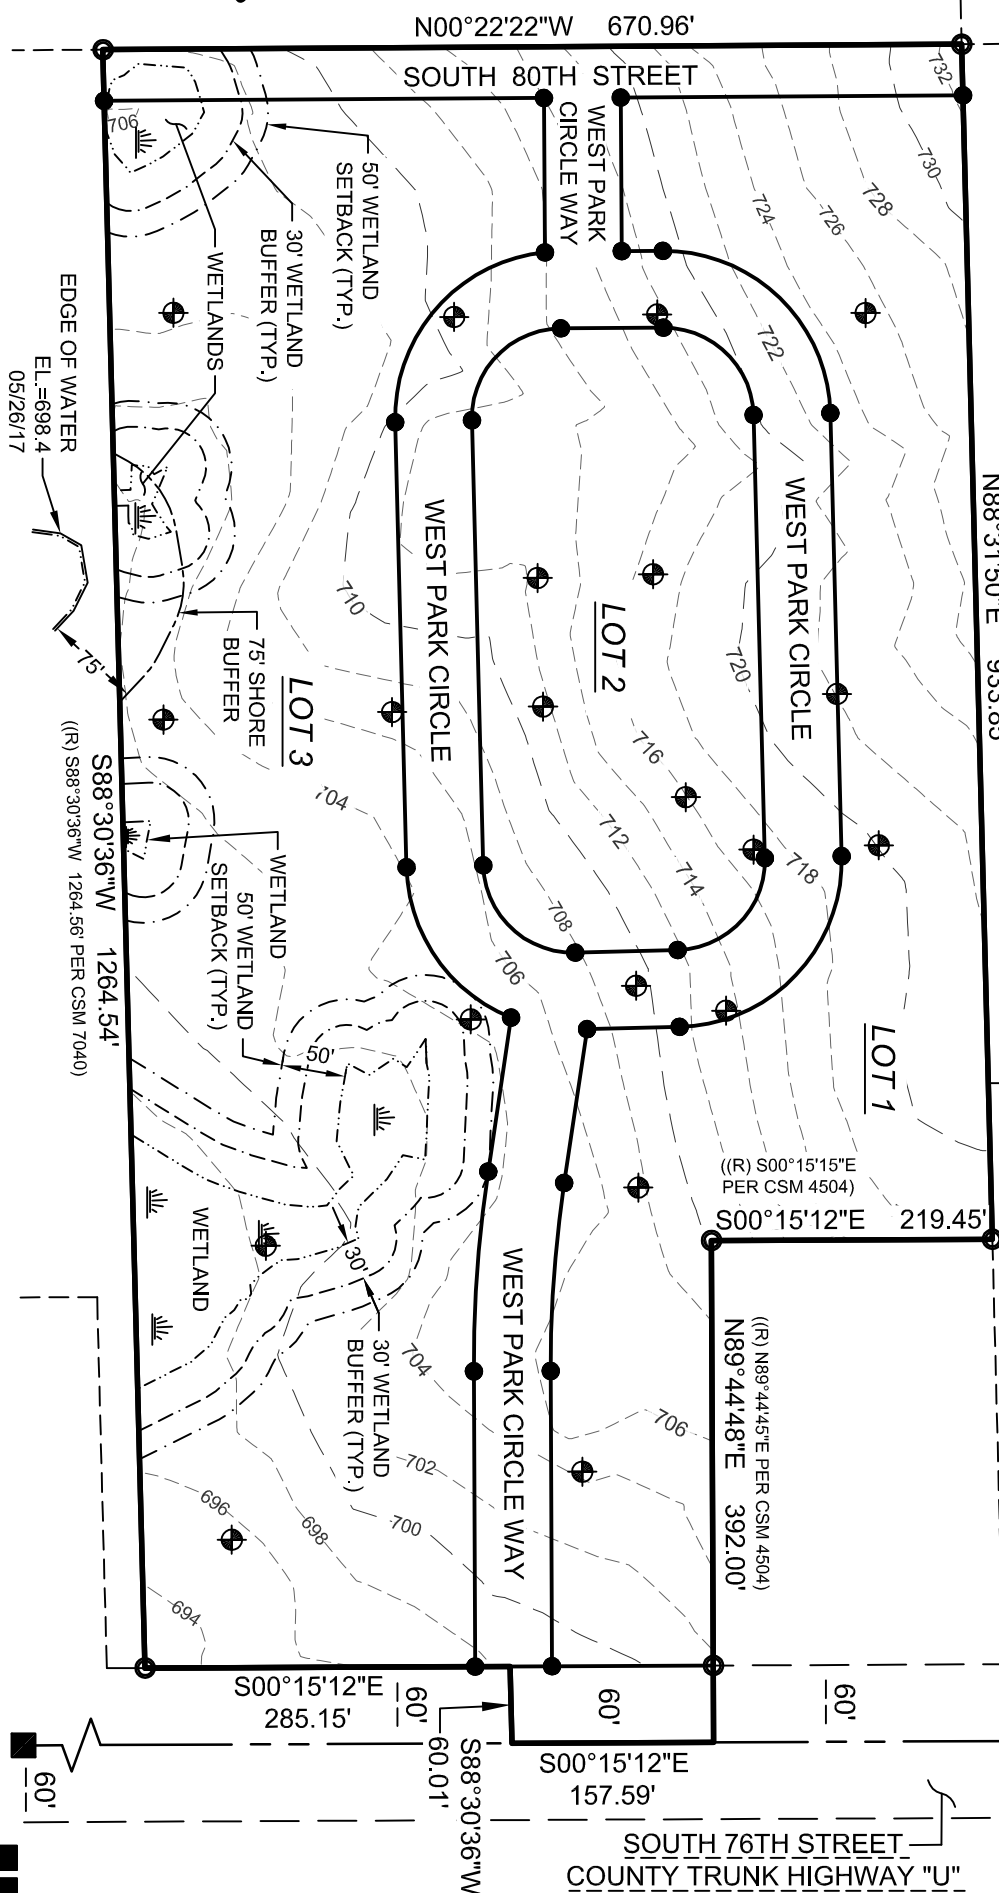 N00°22'22"W 670.96'
SOUTH 80TH STREET
WEST PARK
CIRCLE WAY
732
730
728
726
724
722
706
50' WETLAND
SETBACK (TYP.)
30' WETLAND
BUFFER (TYP.)
WETLANDS
EDGE OF WATER
EL.=698.4
05/26/17
75'
75' SHORE
BUFFER
WEST PARK CIRCLE
WEST PARK CIRCLE
710
LOT 2
720
716
718
712
714
708
706
704
LOT 3
LOT 1
S88°30'36"W 1264.54'
((R) S88°30'36"W 1264.56' PER CSM 7040)
WETLAND
50' WETLAND
SETBACK (TYP.)
50'
((R) S00°15'15"E
PER CSM 4504)
S00°15'12"E 219.45'
WETLAND
30'
30' WETLAND
BUFFER (TYP.)
WEST PARK CIRCLE WAY
((R) N89°44'45"E PER CSM 4504)
N89°44'48"E 392.00'
704
706
702
700
698
696
694
S00°15'12"E
285.15'
60'
60'
60'
S88°30'36"W
60.01'
S00°15'12"E
157.59'
60'
SOUTH 76TH STREET
COUNTY TRUNK HIGHWAY "U"